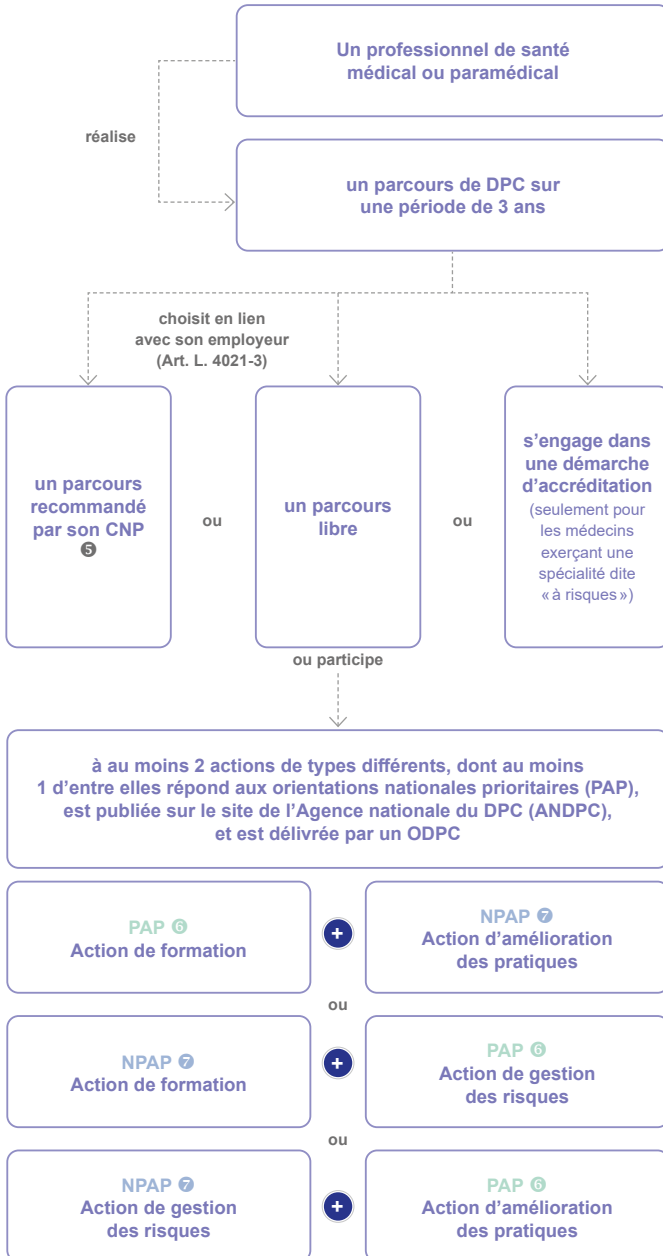 Un professionnel de santé
médical ou paramédical
réalise
un parcours de DPC sur
une période de 3 ans
choisit en lien
avec son employeur
(Art. L. 4021-3)
un parcours
recommandé
par son CNP
❺
ou
un parcours
libre
ou
s’engage dans
une démarche
d’accréditation
(seulement pour
les médecins
exerçant une
spécialité dite
« à risques »)
ou participe
à au moins 2 actions de types différents, dont au moins
1 d’entre elles répond aux orientations nationales prioritaires (PAP),
est publiée sur le site de l’Agence nationale du DPC (ANDPC),
et est délivrée par un ODPC
PAP ❻
Action de formation
+
NPAP ❼
Action d’amélioration
des pratiques
ou
NPAP ❼
Action de formation
+
PAP ❻
Action de gestion
des risques
ou
NPAP ❼
Action de gestion
des risques
+
PAP ❻
Action d’amélioration
des pratiques